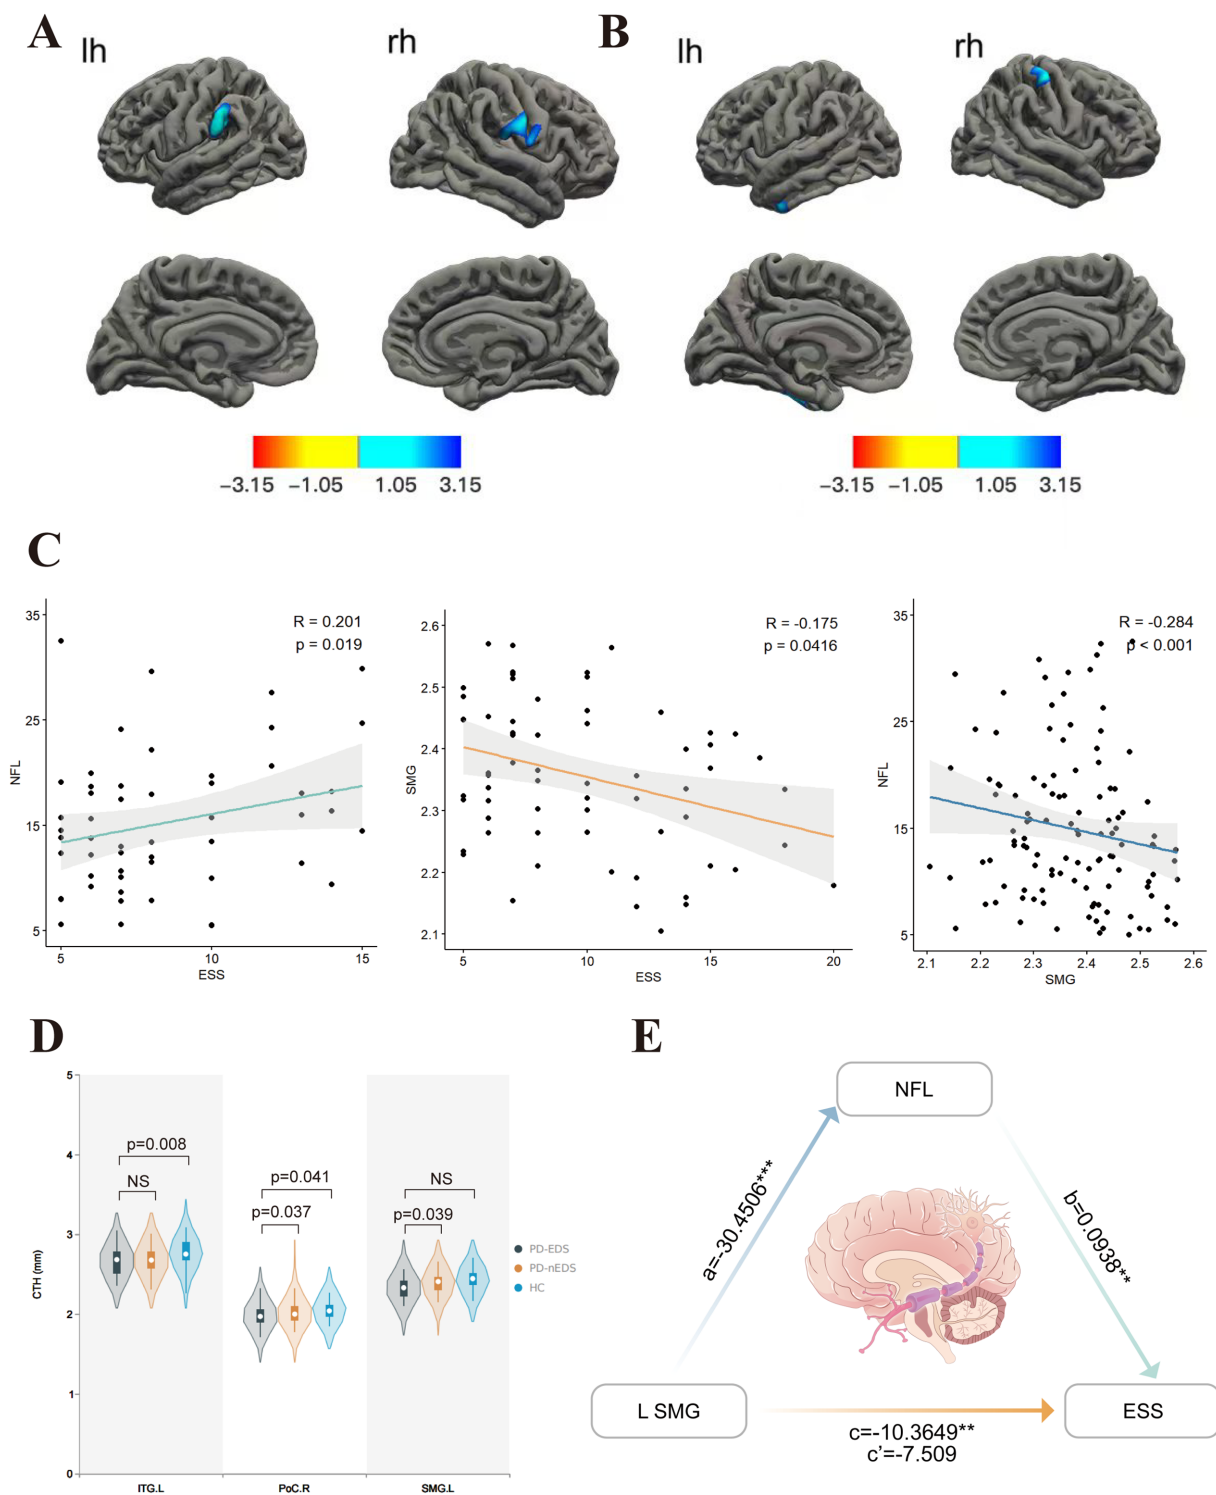 A
B
lh
rh
lh
rh
−3.15 −1.05 1.05 3.15
−3.15 −1.05 1.05 3.15
C
35
25
15
5
NFL
5
10
15
ESS
R = 0.201
p = 0.019
2.6
2.5
2.4
2.3
2.2
2.1
SMG
5
10
15
20
ESS
R = -0.175
p = 0.0416
35
25
15
5
NFL
2.1
2.2
2.3
2.4
2.5
2.6
SMG
R = -0.284
p < 0.001
D
5
4
3
2
1
0
CTH (mm)
p=0.008
NS
p=0.041
p=0.037
NS
p=0.039
PD-EDS
PD-nEDS
HC
ITG.L
PoC.R
SMG.L
E
NFL
a=-30.4506***
b=0.0938**
L SMG
ESS
c=-10.3649**
c'=-7.509